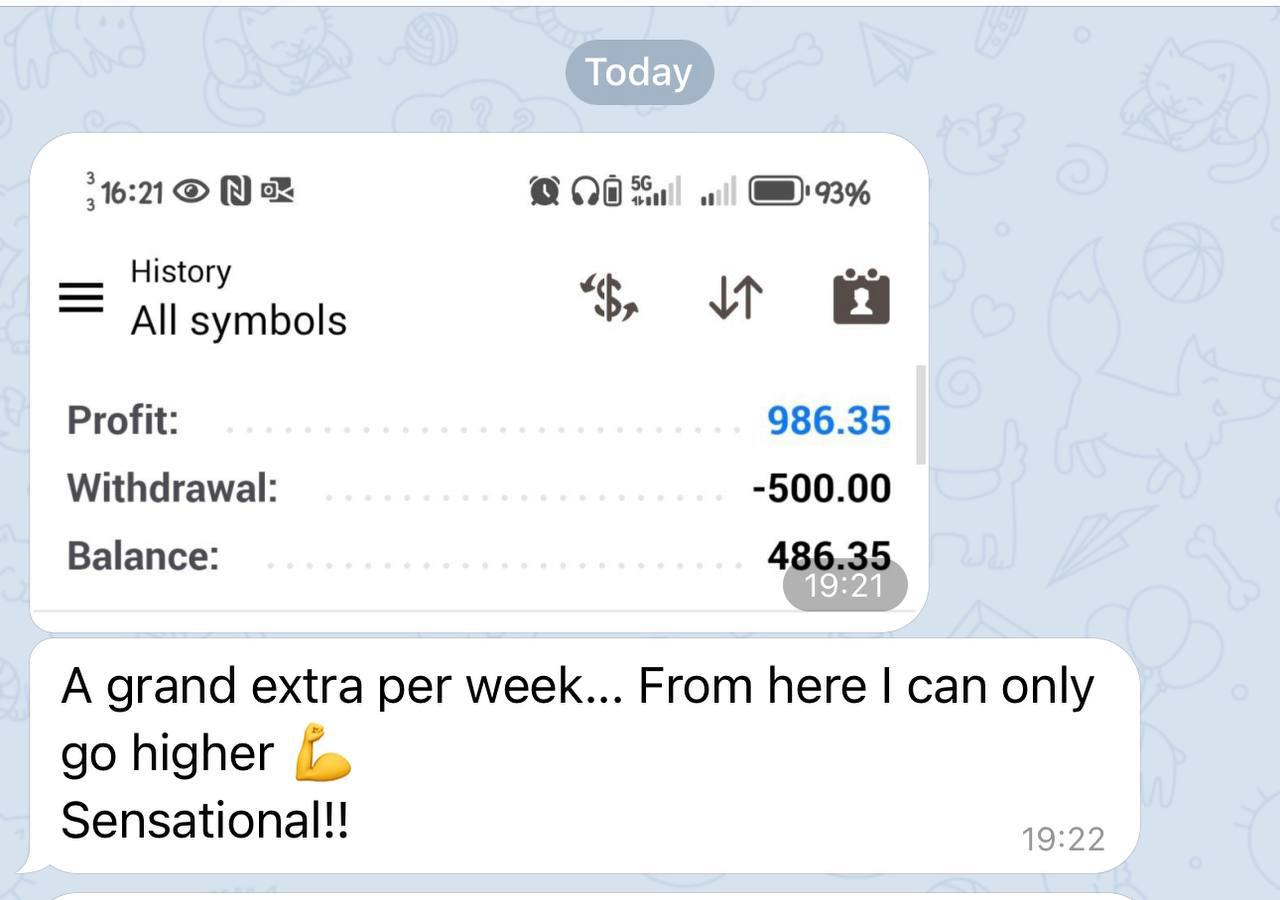 Today
3
3 16:21 5G 93%
History
All symbols
Profit: 986.35
Withdrawal: -500.00
Balance: 486.35
19:21
A grand extra per week... From here I can only
go higher 💪
Sensational!!
19:22